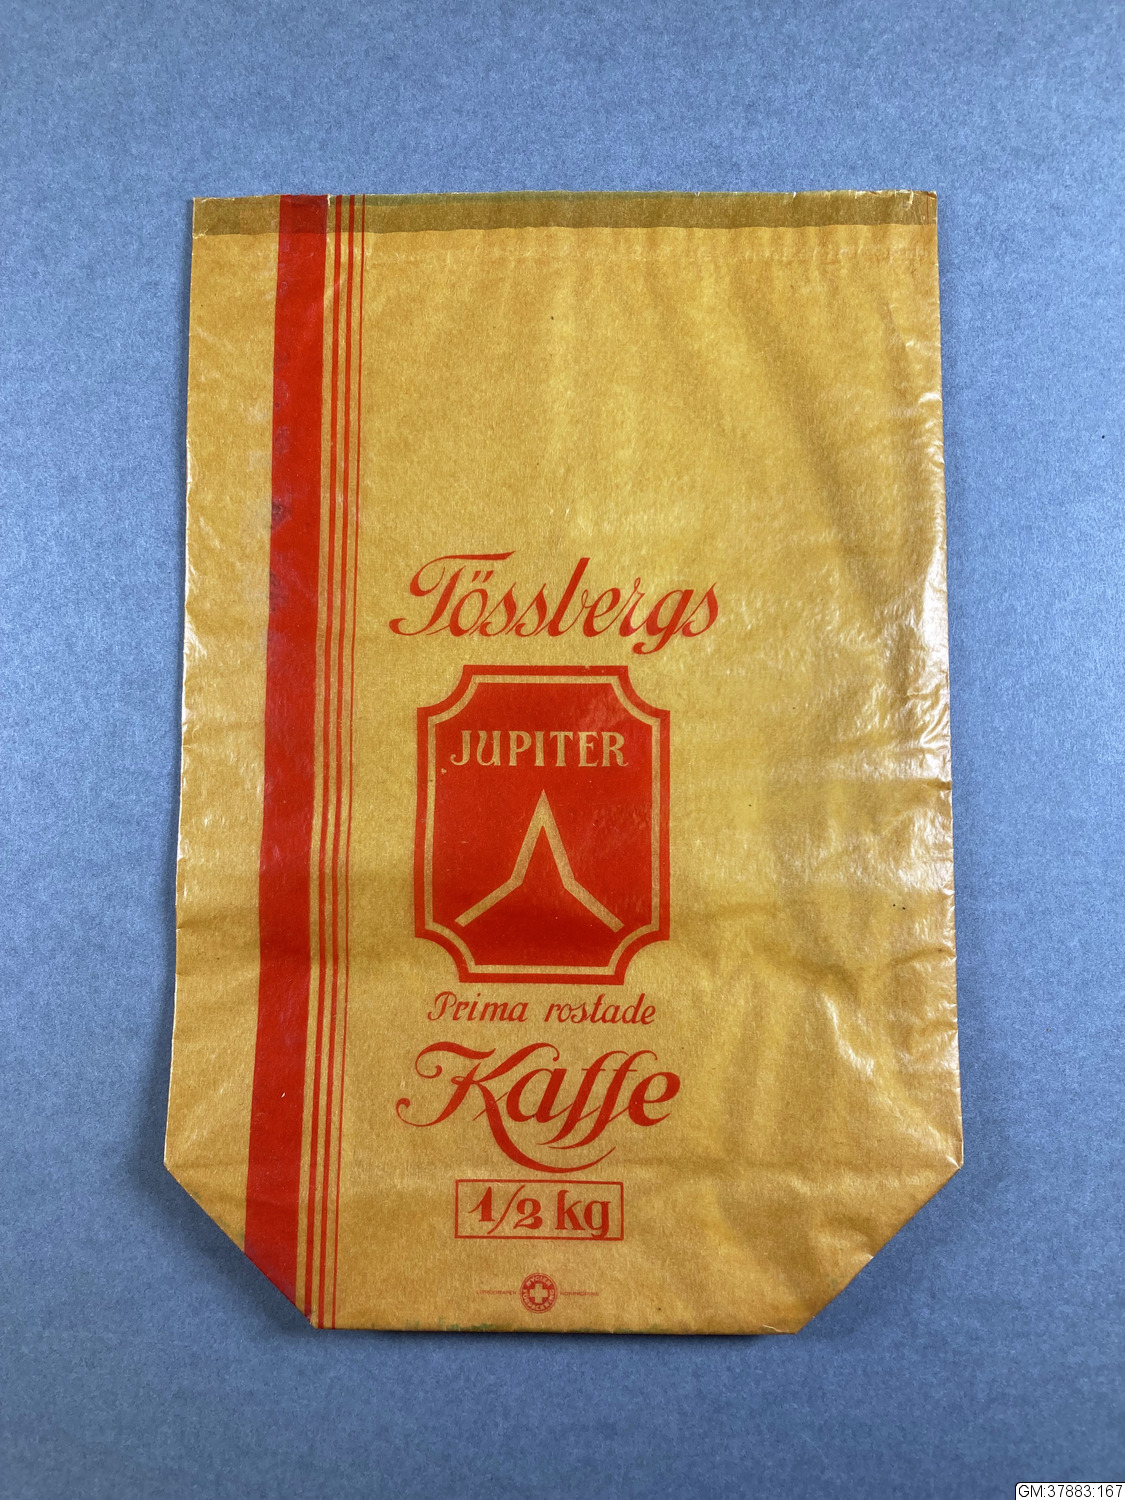 Tössbergs
JUPITER
Prima rostade
Kaffe
1/2 kg
GM:37883:167